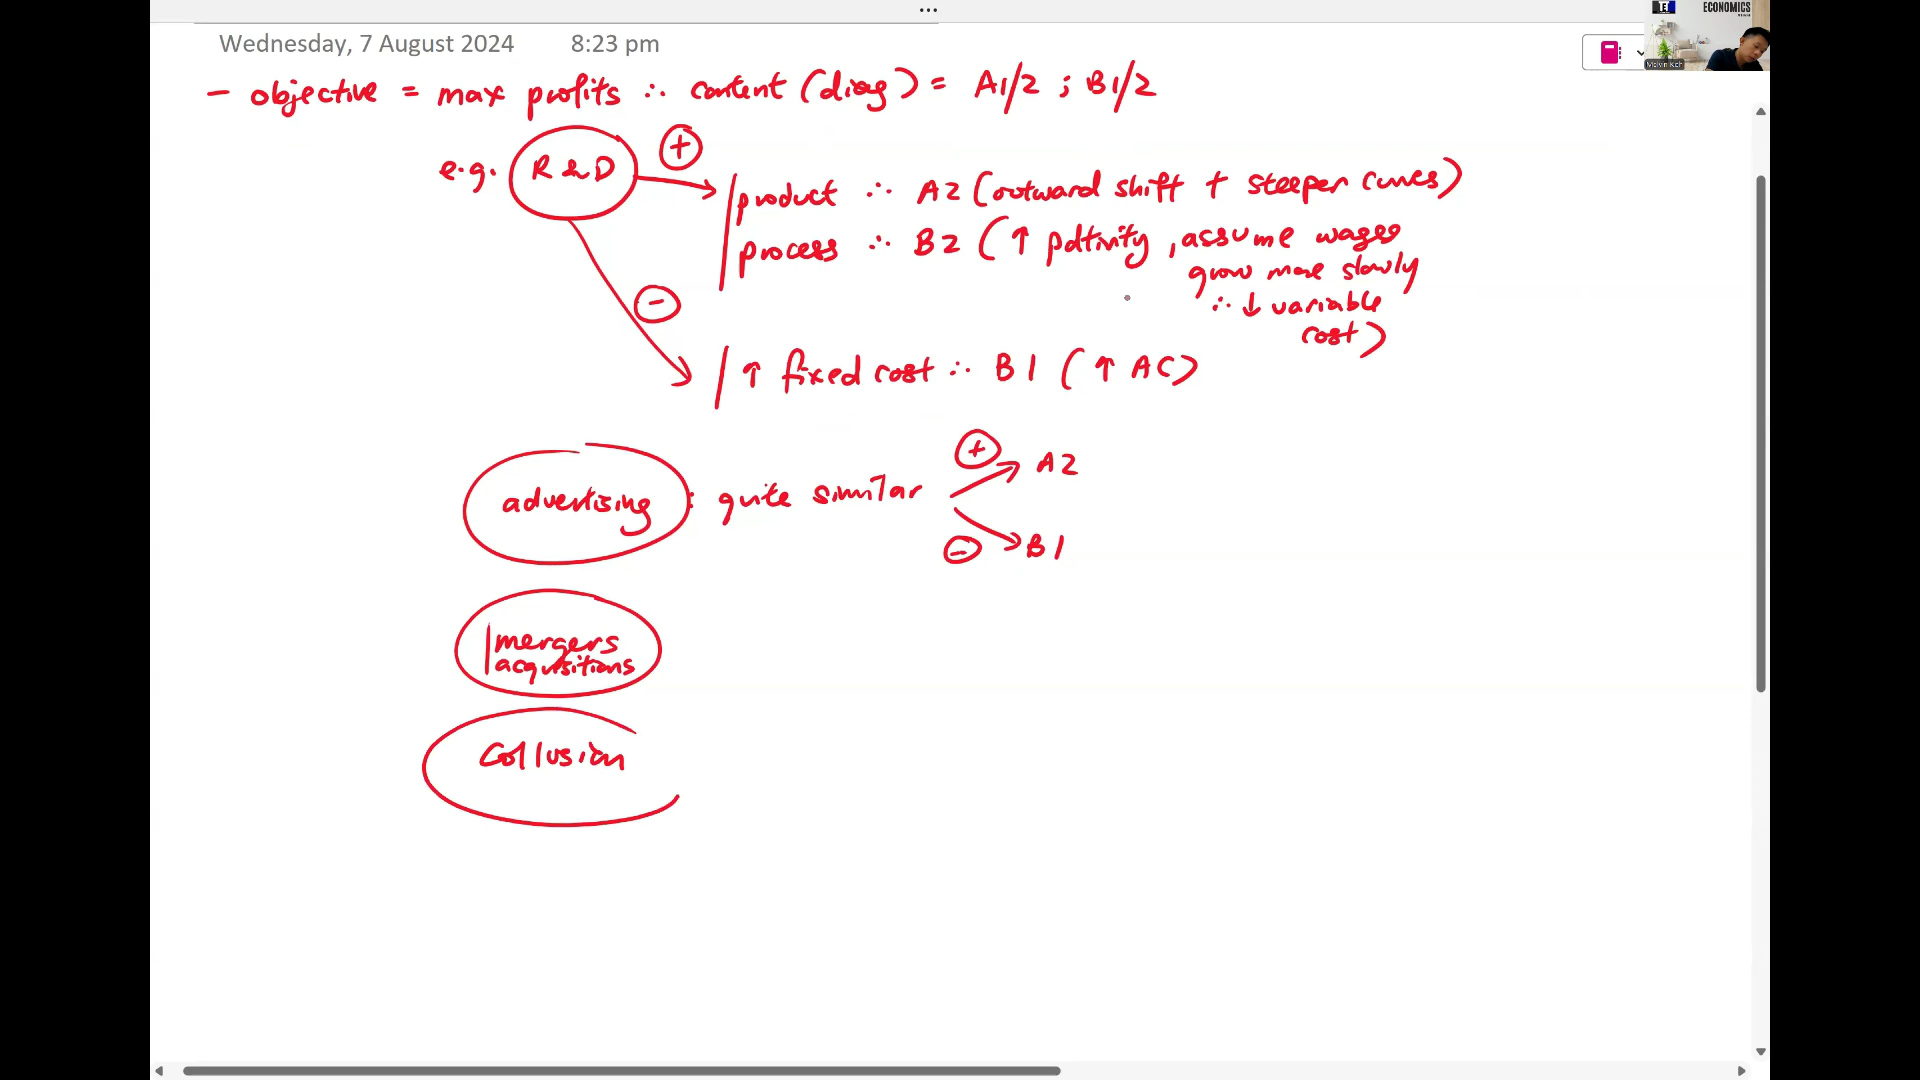 ...
Wednesday, 7 August 2024 8:23 pm
ECONOMICS
Melvin Koh
- objective = max profits ∴ content (diag) = A1/2 ; B1/2
e.g. R&D
+
product ∴ A2 (outward shift + steeper curves)
process ∴ B2 (↑ pdtivity, assume wages
grow more slowly
∴ ↓ variable
cost)
-
↑ fixed cost ∴ B1 (↑ AC)
advertising : quite similar
+ A2
- B1
mergers
acquisitions
Collusion